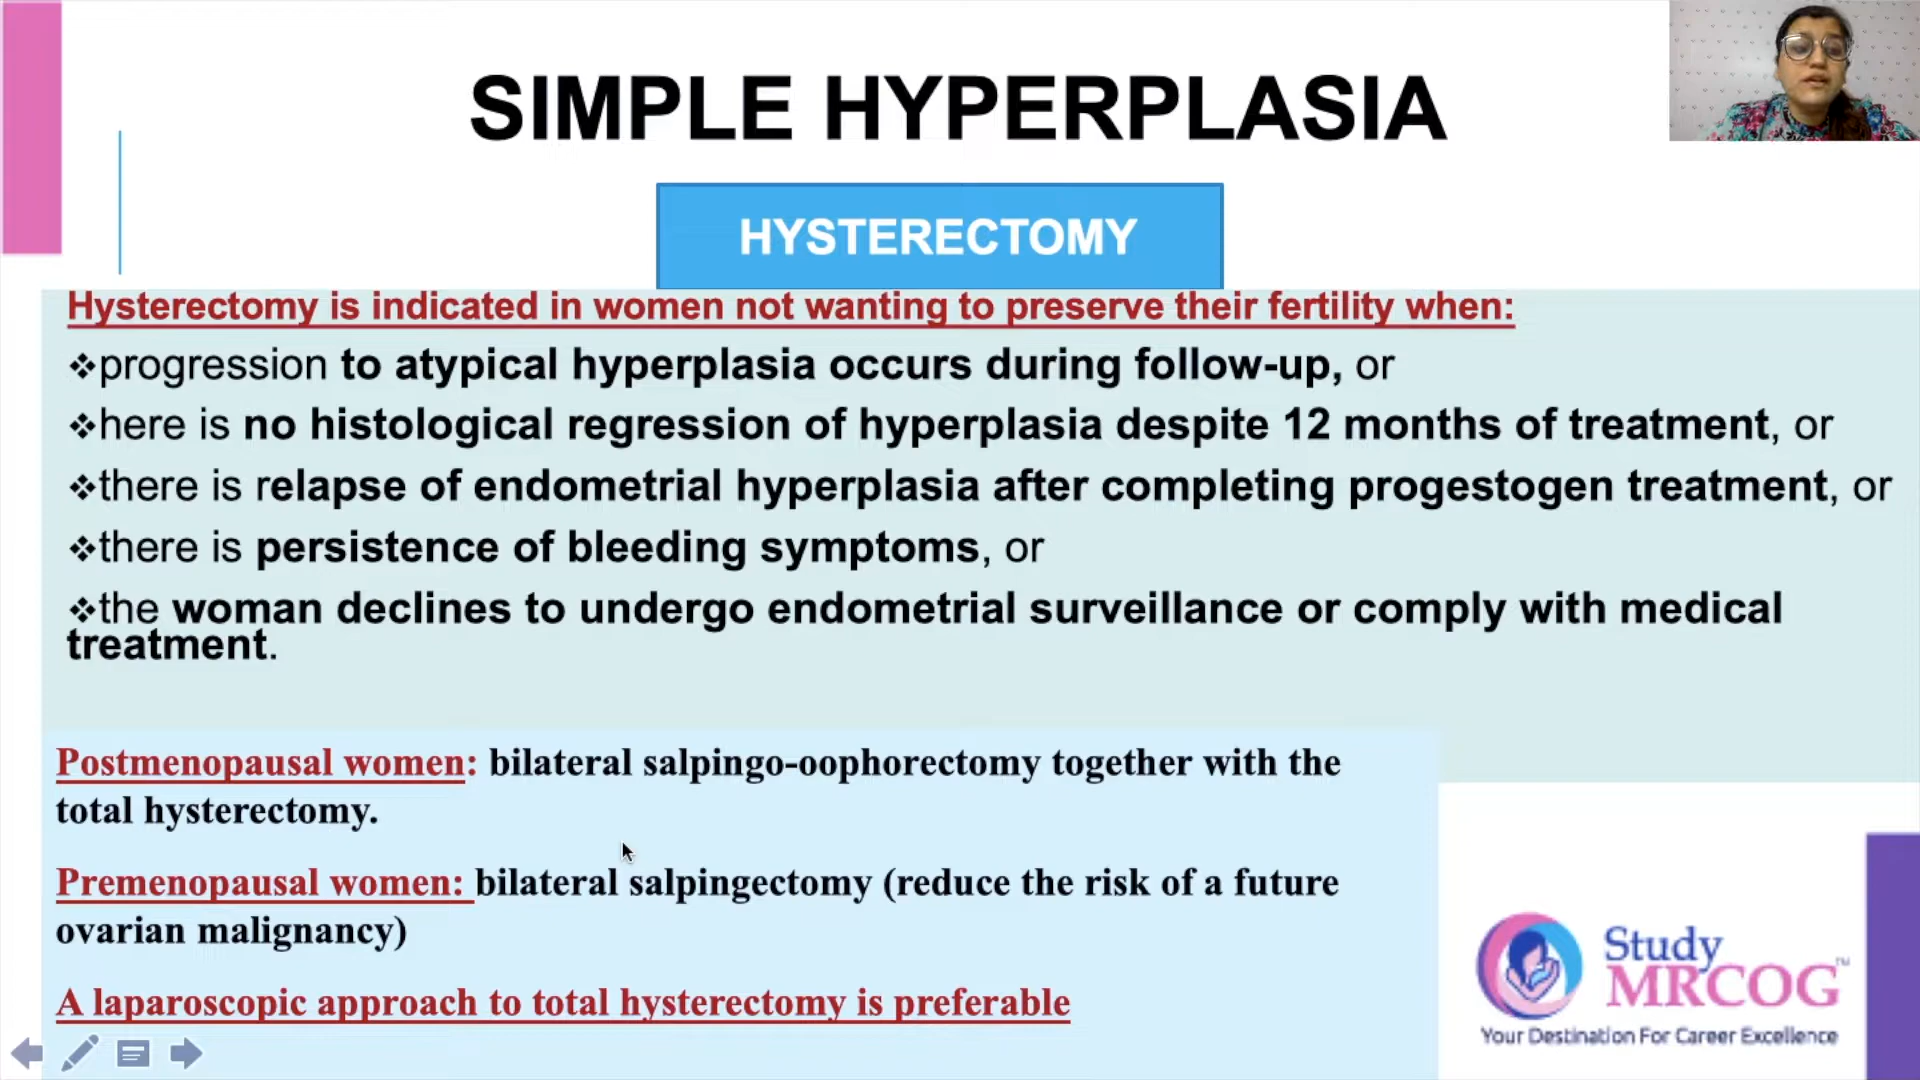 SIMPLE HYPERPLASIA
HYSTERECTOMY
Hysterectomy is indicated in women not wanting to preserve their fertility when:
❖progression to atypical hyperplasia occurs during follow-up, or
❖here is no histological regression of hyperplasia despite 12 months of treatment, or
❖there is relapse of endometrial hyperplasia after completing progestogen treatment, or
❖there is persistence of bleeding symptoms, or
❖the woman declines to undergo endometrial surveillance or comply with medical
treatment.
Postmenopausal women: bilateral salpingo-oophorectomy together with the
total hysterectomy.
Premenopausal women: bilateral salpingectomy (reduce the risk of a future
ovarian malignancy)
A laparoscopic approach to total hysterectomy is preferable
Study
MRCOG™
Your Destination For Career Excellence